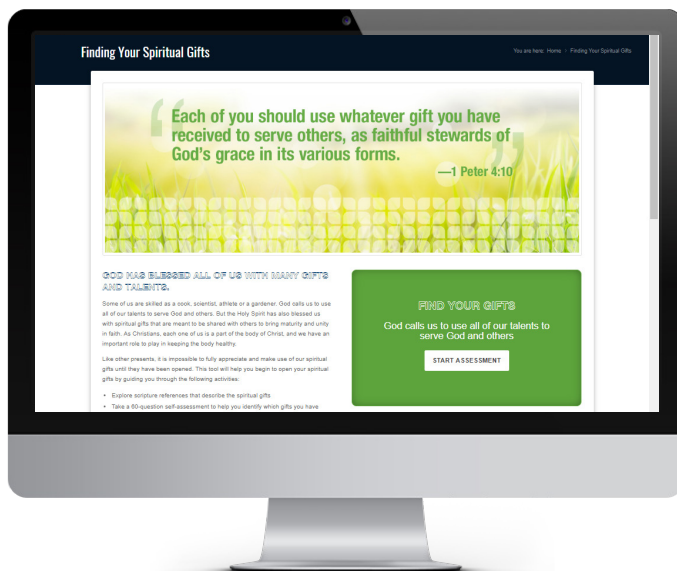 Finding Your Spiritual Gifts
You are here: Home Finding Your Spiritual Gifts
Each of you should use whatever gift you have
received to serve others, as faithful stewards of
God's grace in its various forms.
—1 Peter 4:10
GOD HAS BLESSED ALL OF US WITH MANY GIFTS
AND TALENTS.
Some of us are skilled as a cook, scientist, athlete or a gardener. God calls us to use
all of our talents to serve God and others. But the Holy Spirit has also blessed us
with spiritual gifts that are meant to be shared with others to bring maturity and unity
in faith. As Christians, each one of us is a part of the body of Christ, and we have an
important role to play in keeping the body healthy.
Like other presents, it is impossible to fully appreciate and make use of our spiritual
gifts until they have been opened. This tool will help you begin to open your spiritual
gifts by guiding you through the following activities:
• Explore scripture references that describe the spiritual gifts
• Take a 60-question self-assessment to help you identify which gifts you have
FIND YOUR GIFTS
God calls us to use all of our talents to
serve God and others
START ASSESSMENT